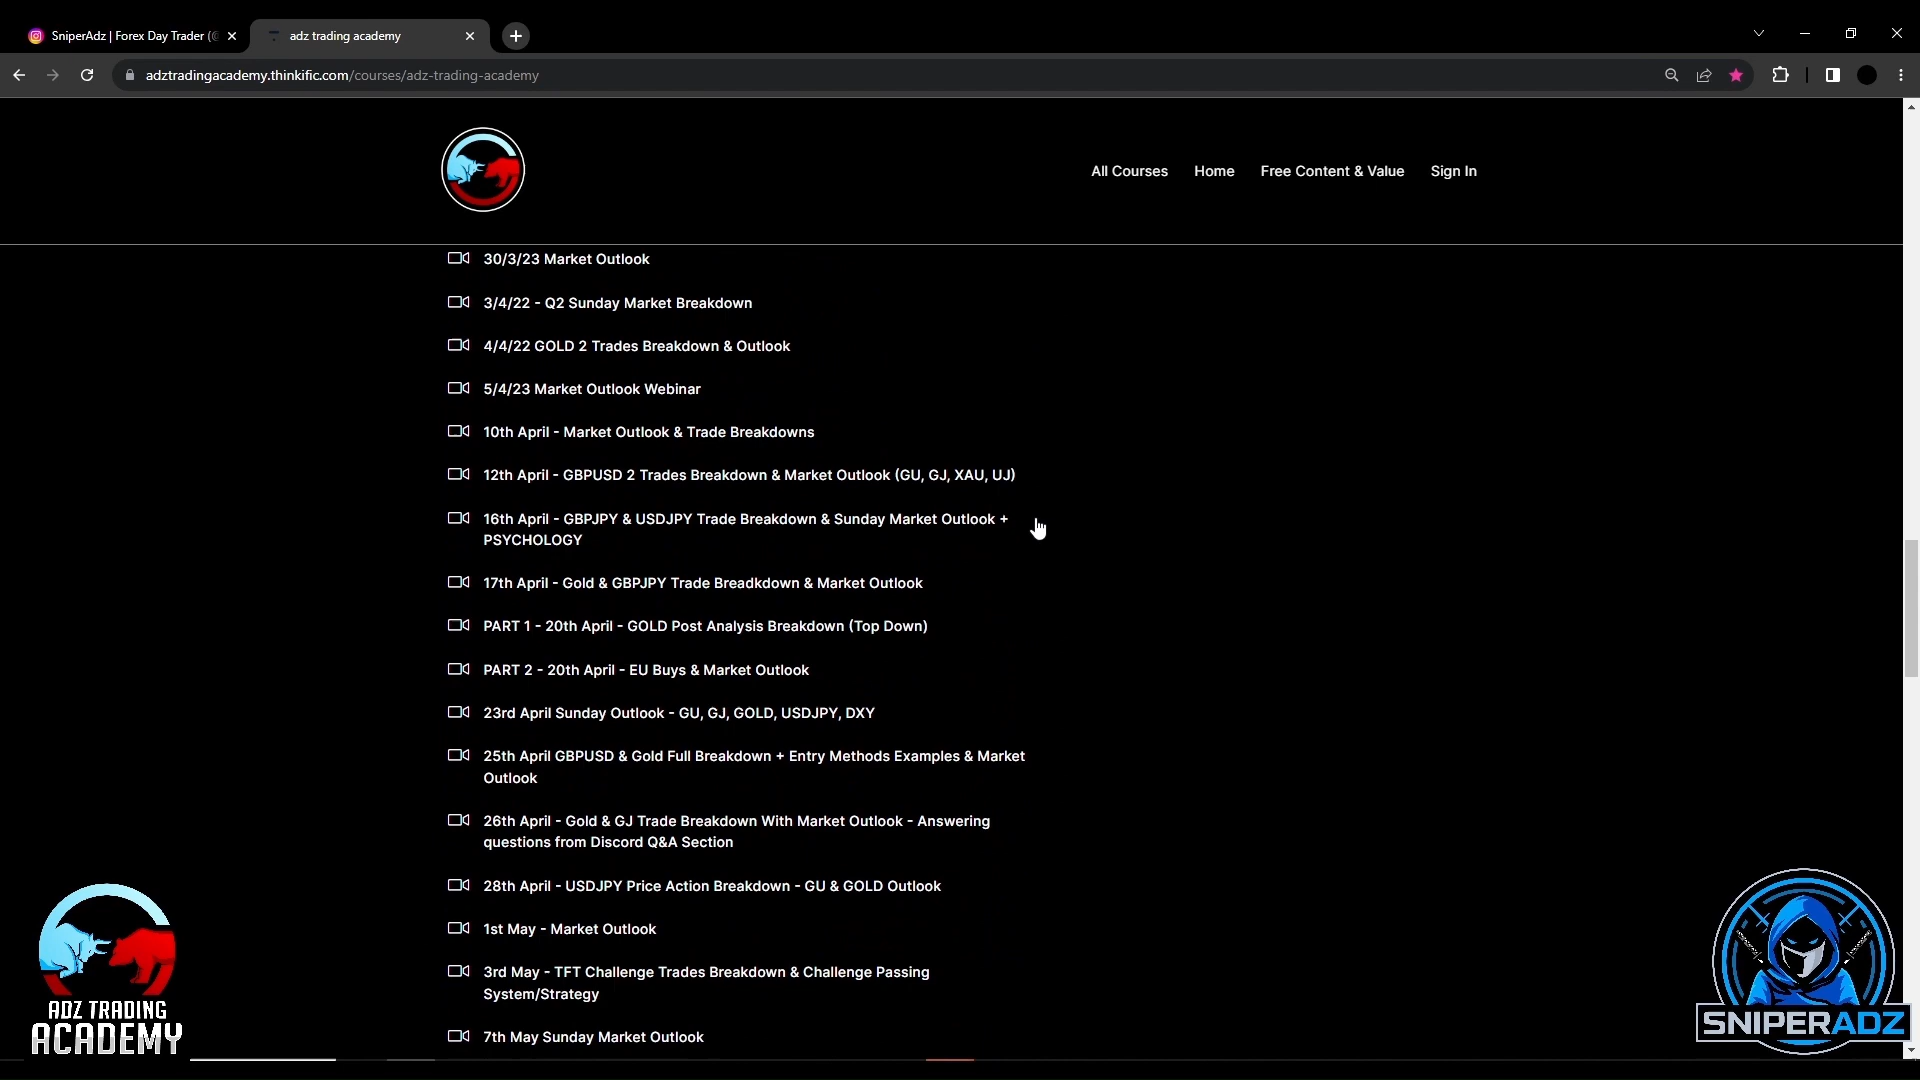 SniperAdz | Forex Day Trader (
adz trading academy
adztradingacademy.thinkific.com/courses/adz-trading-academy
All Courses
Home
Free Content & Value
Sign In
30/3/23 Market Outlook
3/4/22 - Q2 Sunday Market Breakdown
4/4/22 GOLD 2 Trades Breakdown & Outlook
5/4/23 Market Outlook Webinar
10th April - Market Outlook & Trade Breakdowns
12th April - GBPUSD 2 Trades Breakdown & Market Outlook (GU, GJ, XAU, UJ)
16th April - GBPJPY & USDJPY Trade Breakdown & Sunday Market Outlook +
PSYCHOLOGY
17th April - Gold & GBPJPY Trade Breadkdown & Market Outlook
PART 1 - 20th April - GOLD Post Analysis Breakdown (Top Down)
PART 2 - 20th April - EU Buys & Market Outlook
23rd April Sunday Outlook - GU, GJ, GOLD, USDJPY, DXY
25th April GBPUSD & Gold Full Breakdown + Entry Methods Examples & Market
Outlook
26th April - Gold & GJ Trade Breakdown With Market Outlook - Answering
questions from Discord Q&A Section
28th April - USDJPY Price Action Breakdown - GU & GOLD Outlook
1st May - Market Outlook
3rd May - TFT Challenge Trades Breakdown & Challenge Passing
System/Strategy
7th May Sunday Market Outlook
ADZ TRADING
ACADEMY
SNIPERADZ